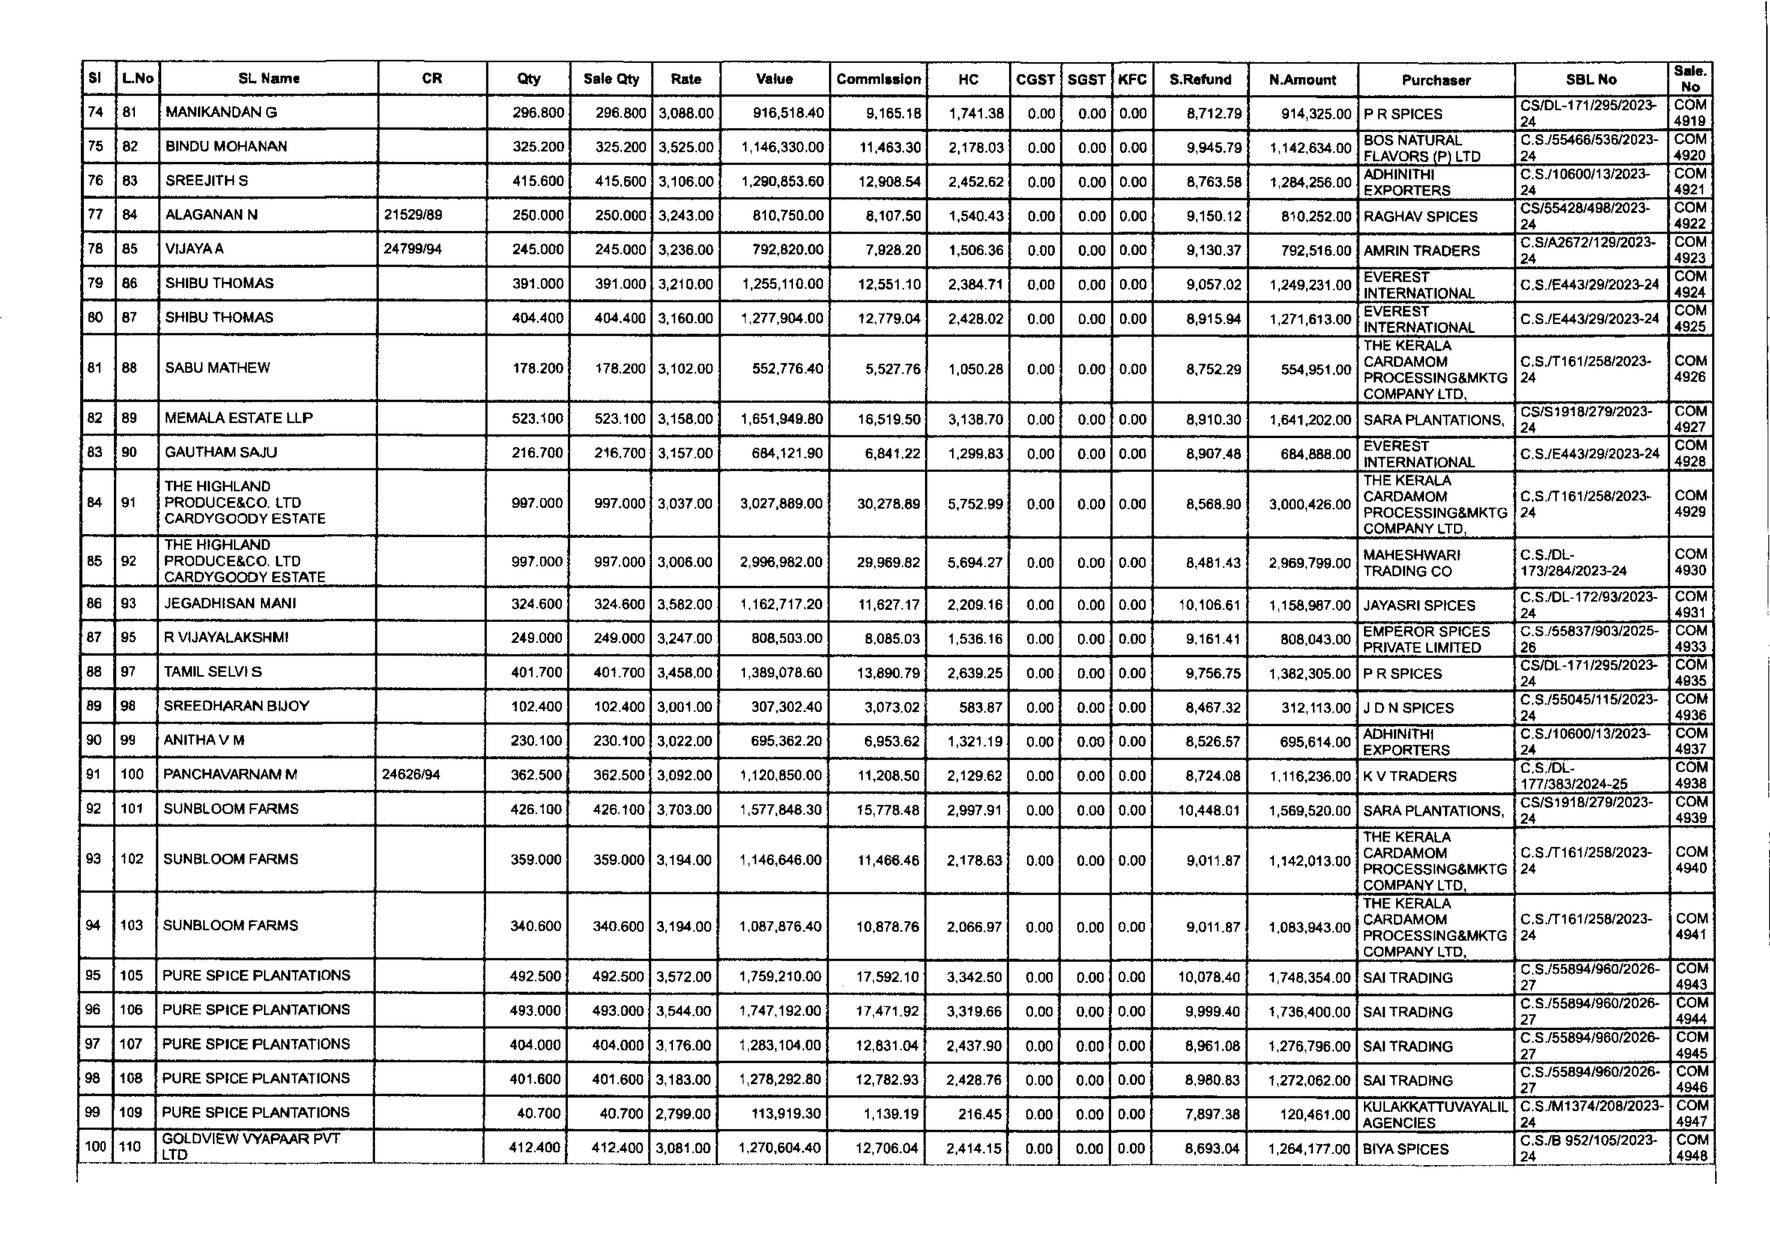 Sl L.No SL Name CR Qty Sale Qty Rate Value Commission HC CGST SGST KFC S.Refund N.Amount Purchaser SBL No Sale. No
74 81 MANIKANDAN G 296.800 296.800 3,088.00 916,518.40 9,165.18 1,741.38 0.00 0.00 0.00 8,712.79 914,325.00 P R SPICES CS/DL-171/295/2023-24 COM 4919
75 82 BINDU MOHANAN 325.200 325.200 3,525.00 1,146,330.00 11,463.30 2,178.03 0.00 0.00 0.00 9,945.79 1,142,634.00 BOS NATURAL FLAVORS (P) LTD C.S./55466/536/2023-24 COM 4920
76 83 SREEJITH S 415.600 415.600 3,106.00 1,290,853.60 12,908.54 2,452.62 0.00 0.00 0.00 8,763.58 1,284,256.00 ADHINITHI EXPORTERS C.S./10600/13/2023-24 COM 4921
77 84 ALAGANAN N 21529/89 250.000 250.000 3,243.00 810,750.00 8,107.50 1,540.43 0.00 0.00 0.00 9,150.12 810,252.00 RAGHAV SPICES CS/55428/498/2023-24 COM 4922
78 85 VIJAYA A 24799/94 245.000 245.000 3,236.00 792,820.00 7,928.20 1,506.36 0.00 0.00 0.00 9,130.37 792,516.00 AMRIN TRADERS C.S/A2672/129/2023-24 COM 4923
79 86 SHIBU THOMAS 391.000 391.000 3,210.00 1,255,110.00 12,551.10 2,384.71 0.00 0.00 0.00 9,057.02 1,249,231.00 EVEREST INTERNATIONAL C.S./E443/29/2023-24 COM 4924
80 87 SHIBU THOMAS 404.400 404.400 3,160.00 1,277,904.00 12,779.04 2,428.02 0.00 0.00 0.00 8,915.94 1,271,613.00 EVEREST INTERNATIONAL C.S./E443/29/2023-24 COM 4925
81 88 SABU MATHEW 178.200 178.200 3,102.00 552,776.40 5,527.76 1,050.28 0.00 0.00 0.00 8,752.29 554,951.00 THE KERALA CARDAMOM PROCESSING&MKTG COMPANY LTD, C.S./T161/258/2023-24 COM 4926
82 89 MEMALA ESTATE LLP 523.100 523.100 3,158.00 1,651,949.80 16,519.50 3,138.70 0.00 0.00 0.00 8,910.30 1,641,202.00 SARA PLANTATIONS, CS/S1918/279/2023-24 COM 4927
83 90 GAUTHAM SAJU 216.700 216.700 3,157.00 684,121.90 6,841.22 1,299.83 0.00 0.00 0.00 8,907.48 684,888.00 EVEREST INTERNATIONAL C.S./E443/29/2023-24 COM 4928
84 91 THE HIGHLAND PRODUCE&CO. LTD CARDYGOODY ESTATE 997.000 997.000 3,037.00 3,027,889.00 30,278.89 5,752.99 0.00 0.00 0.00 8,568.90 3,000,426.00 THE KERALA CARDAMOM PROCESSING&MKTG COMPANY LTD, C.S./T161/258/2023-24 COM 4929
85 92 THE HIGHLAND PRODUCE&CO. LTD CARDYGOODY ESTATE 997.000 997.000 3,006.00 2,996,982.00 29,969.82 5,694.27 0.00 0.00 0.00 8,481.43 2,969,799.00 MAHESHWARI TRADING CO C.S./DL-173/284/2023-24 COM 4930
86 93 JEGADHISAN MANI 324.600 324.600 3,582.00 1,162,717.20 11,627.17 2,209.16 0.00 0.00 0.00 10,106.61 1,158,987.00 JAYASRI SPICES C.S./DL-172/93/2023-24 COM 4931
87 95 R VIJAYALAKSHMI 249.000 249.000 3,247.00 808,503.00 8,085.03 1,536.16 0.00 0.00 0.00 9,161.41 808,043.00 EMPEROR SPICES PRIVATE LIMITED C.S./55837/903/2025-26 COM 4933
88 97 TAMIL SELVI S 401.700 401.700 3,458.00 1,389,078.60 13,890.79 2,639.25 0.00 0.00 0.00 9,756.75 1,382,305.00 P R SPICES CS/DL-171/295/2023-24 COM 4935
89 98 SREEDHARAN BIJOY 102.400 102.400 3,001.00 307,302.40 3,073.02 583.87 0.00 0.00 0.00 8,467.32 312,113.00 J D N SPICES C.S./55045/115/2023-24 COM 4936
90 99 ANITHA V M 230.100 230.100 3,022.00 695,362.20 6,953.62 1,321.19 0.00 0.00 0.00 8,526.57 695,614.00 ADHINITHI EXPORTERS C.S./10600/13/2023-24 COM 4937
91 100 PANCHAVARNAM M 24626/94 362.500 362.500 3,092.00 1,120,850.00 11,208.50 2,129.62 0.00 0.00 0.00 8,724.08 1,116,236.00 K V TRADERS C.S./DL-177/383/2024-25 COM 4938
92 101 SUNBLOOM FARMS 426.100 426.100 3,703.00 1,577,848.30 15,778.48 2,997.91 0.00 0.00 0.00 10,448.01 1,569,520.00 SARA PLANTATIONS, CS/S1918/279/2023-24 COM 4939
93 102 SUNBLOOM FARMS 359.000 359.000 3,194.00 1,146,646.00 11,466.46 2,178.63 0.00 0.00 0.00 9,011.87 1,142,013.00 THE KERALA CARDAMOM PROCESSING&MKTG COMPANY LTD, C.S./T161/258/2023-24 COM 4940
94 103 SUNBLOOM FARMS 340.600 340.600 3,194.00 1,087,876.40 10,878.76 2,066.97 0.00 0.00 0.00 9,011.87 1,083,943.00 THE KERALA CARDAMOM PROCESSING&MKTG COMPANY LTD, C.S./T161/258/2023-24 COM 4941
95 105 PURE SPICE PLANTATIONS 492.500 492.500 3,572.00 1,759,210.00 17,592.10 3,342.50 0.00 0.00 0.00 10,078.40 1,748,354.00 SAI TRADING C.S./55894/960/2026-27 COM 4943
96 106 PURE SPICE PLANTATIONS 493.000 493.000 3,544.00 1,747,192.00 17,471.92 3,319.66 0.00 0.00 0.00 9,999.40 1,736,400.00 SAI TRADING C.S./55894/960/2026-27 COM 4944
97 107 PURE SPICE PLANTATIONS 404.000 404.000 3,176.00 1,283,104.00 12,831.04 2,437.90 0.00 0.00 0.00 8,961.08 1,276,796.00 SAI TRADING C.S./55894/960/2026-27 COM 4945
98 108 PURE SPICE PLANTATIONS 401.600 401.600 3,183.00 1,278,292.80 12,782.93 2,428.76 0.00 0.00 0.00 8,980.83 1,272,062.00 SAI TRADING C.S./55894/960/2026-27 COM 4946
99 109 PURE SPICE PLANTATIONS 40.700 40.700 2,799.00 113,919.30 1,139.19 216.45 0.00 0.00 0.00 7,897.38 120,461.00 KULAKKATTUVAYALIL AGENCIES C.S./M1374/208/2023-24 COM 4947
100 110 GOLDVIEW VYAPAAR PVT LTD 412.400 412.400 3,081.00 1,270,604.40 12,706.04 2,414.15 0.00 0.00 0.00 8,693.04 1,264,177.00 BIYA SPICES C.S./B 952/105/2023-24 COM 4948